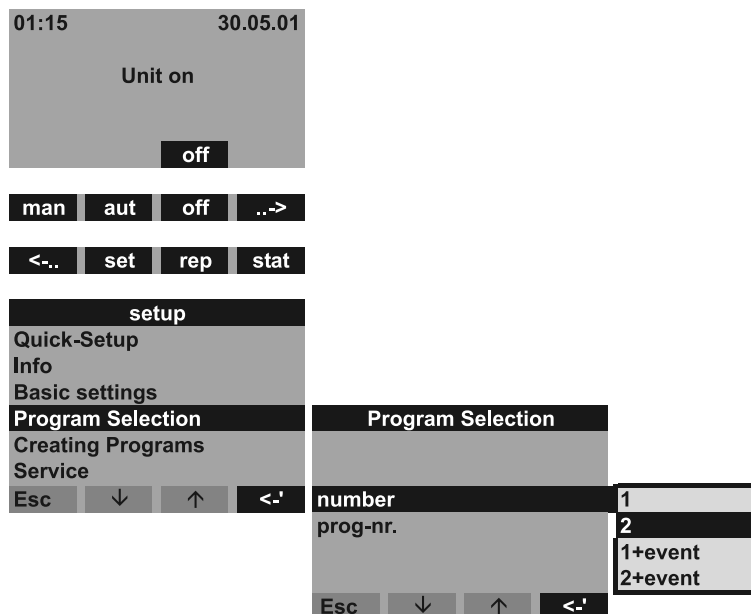 01:15 30.05.01
Unit on
off
man aut off ..->
<-.. set rep stat
setup
Quick-Setup
Info
Basic settings
Program Selection
Creating Programs
Service
Esc ↓ ↑ <-'
Program Selection
number
prog-nr.
Esc ↓ ↑ <-'
1
2
1+event
2+event